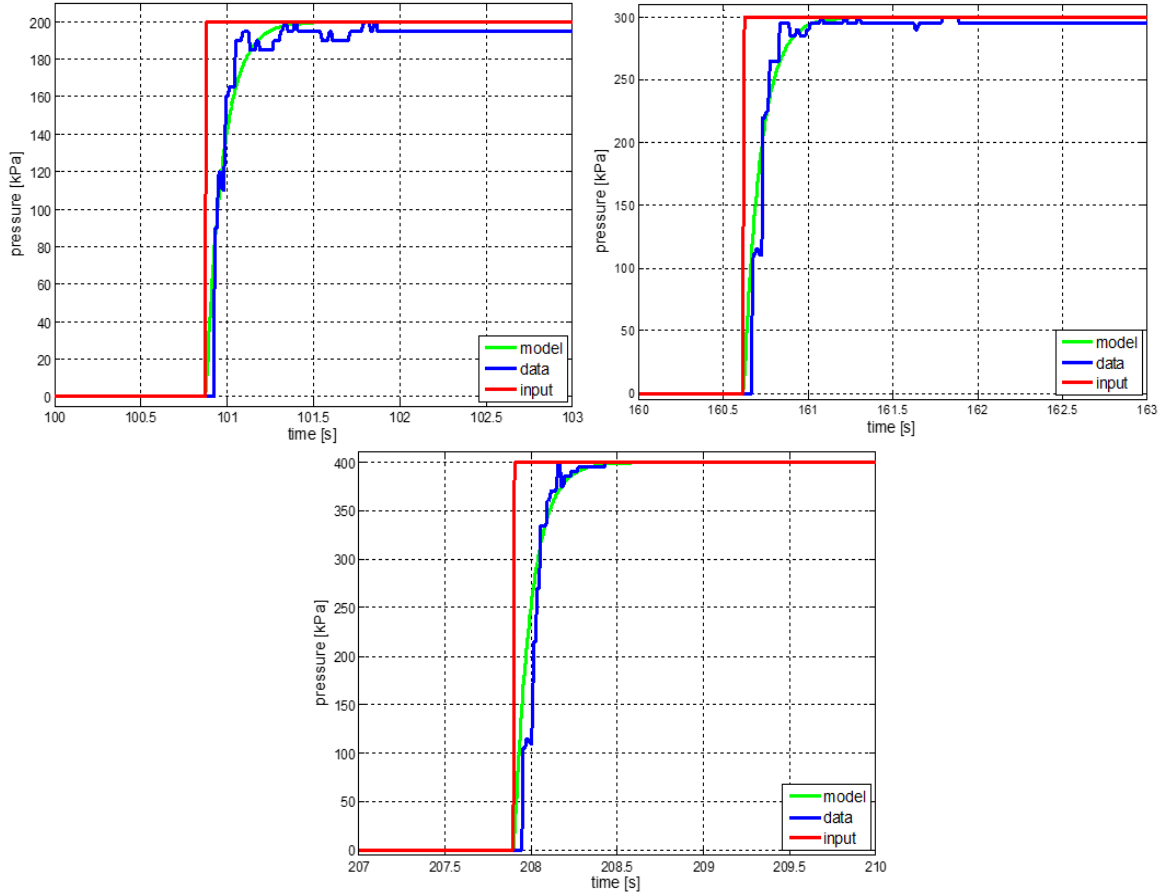 pressure [kPa]
200
180
160
140
120
100
80
60
40
20
0
model
data
input
100 100.5 101 101.5 102 102.5 103
time [s]
pressure [kPa]
300
250
200
150
100
50
0
model
data
input
160 160.5 161 161.5 162 162.5 163
time [s]
pressure [kPa]
400
350
300
250
200
150
100
50
0
model
data
input
207 207.5 208 208.5 209 209.5 210
time [s]